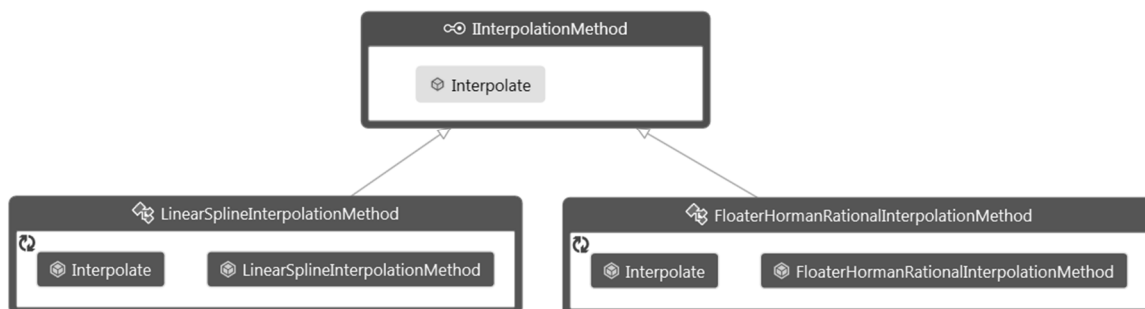 IInterpolationMethod
Interpolate
LinearSplineInterpolationMethod
Interpolate
LinearSplineInterpolationMethod
FloaterHormanRationalInterpolationMethod
Interpolate
FloaterHormanRationalInterpolationMethod